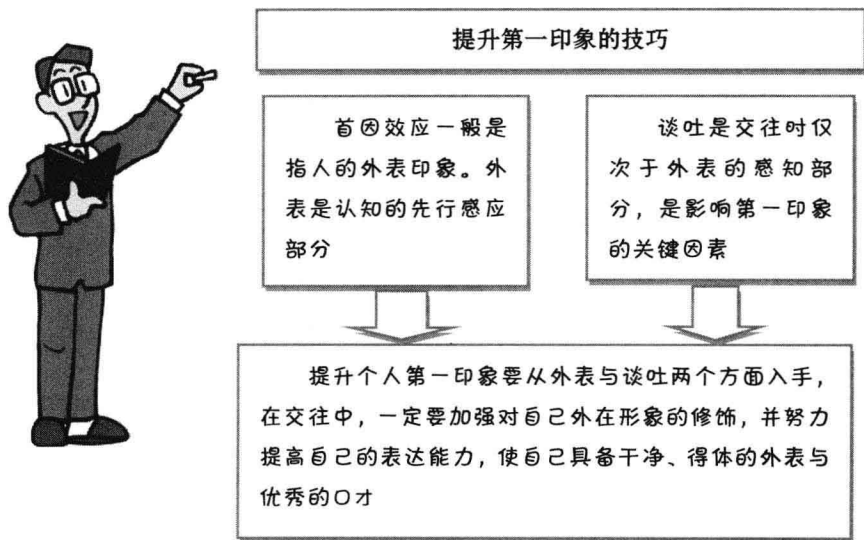 提升第一印象的技巧
首因效应一般是
指人的外表印象。外
表是认知的先行感应
部分
谈吐是交往时仅
次于外表的感知部
分，是影响第一印象
的关键因素
提升个人第一印象要从外表与谈吐两个方面入手，
在交往中，一定要加强对自己外在形象的修饰，并努力
提高自己的表达能力，使自己具备干净、得体的外表与
优秀的口才